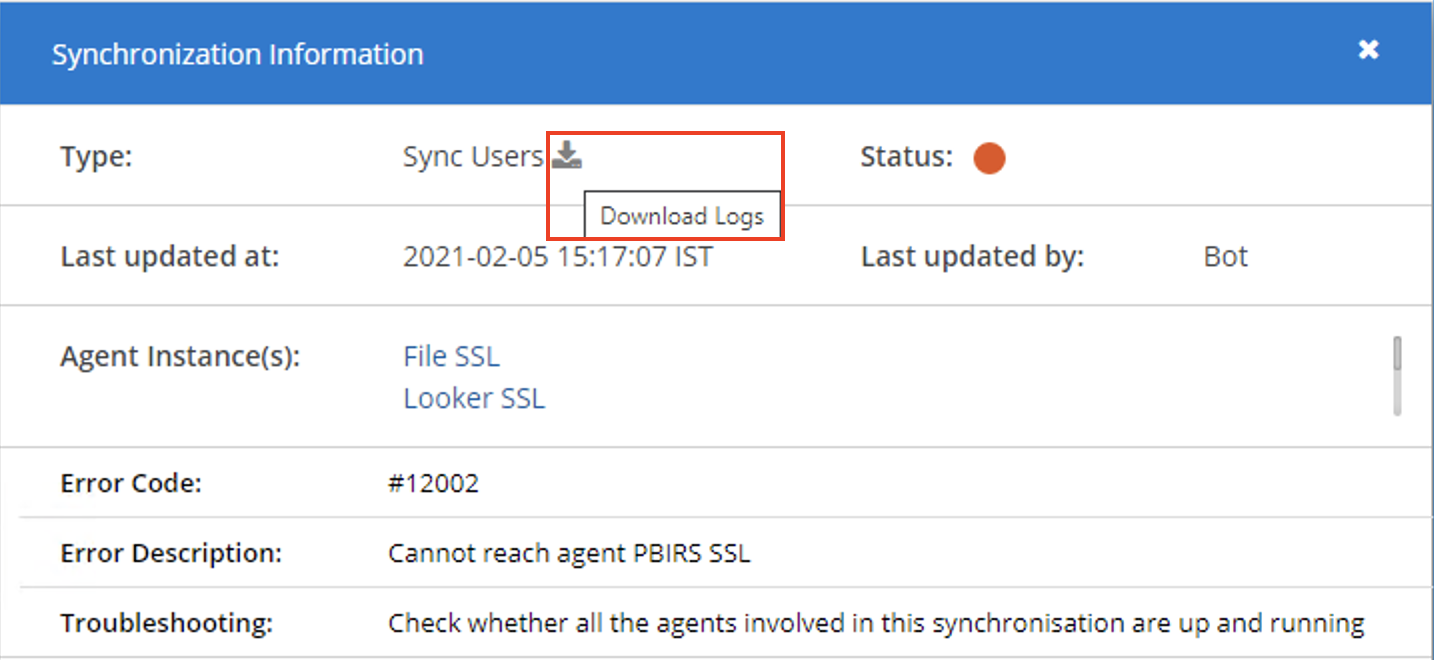 Synchronization Information
Type: Sync Users Status:
Download Logs
Last updated at: 2021-02-05 15:17:07 IST Last updated by: Bot
Agent Instance(s): File SSL
Looker SSL
Error Code: #12002
Error Description: Cannot reach agent PBIRS SSL
Troubleshooting: Check whether all the agents involved in this synchronisation are up and running